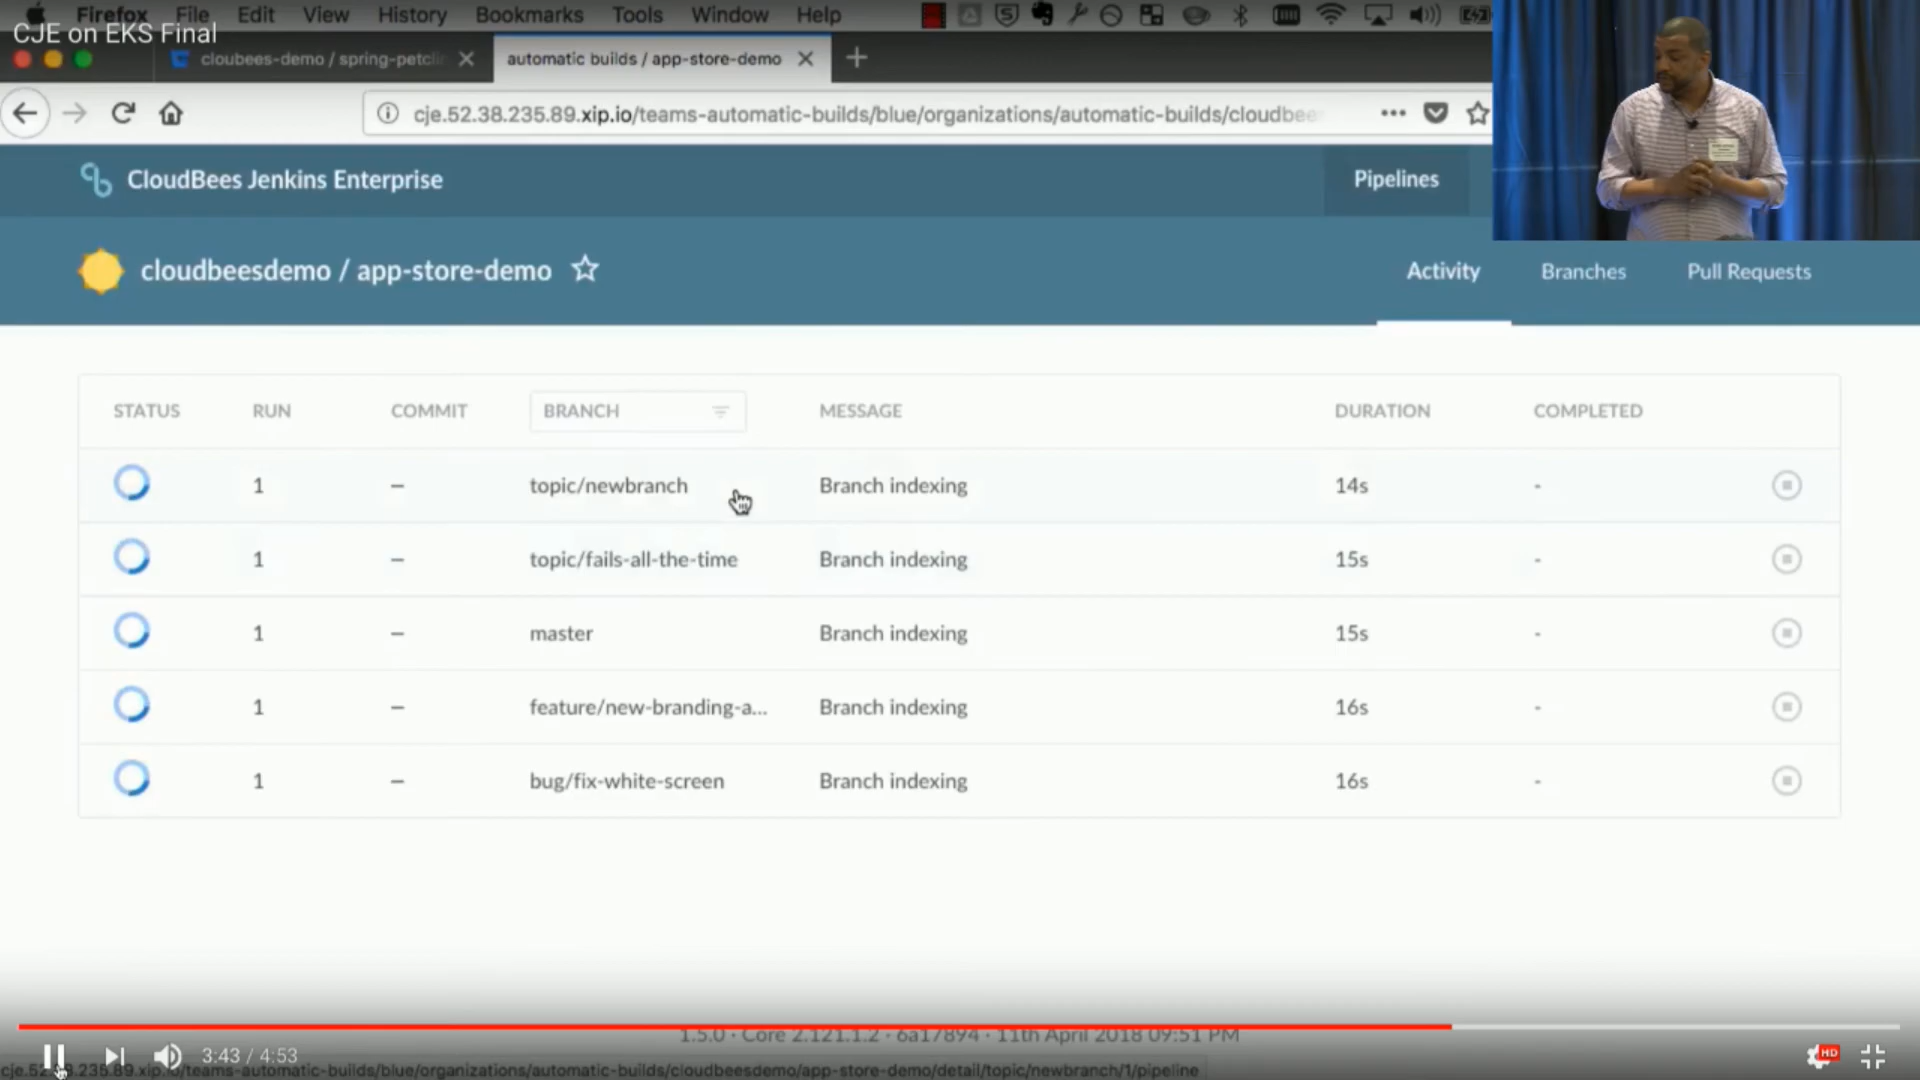 Firefox File Edit View History Bookmarks Tools Window Help
CJE on EKS Final
cloubees-demo / spring-petcli
automatic builds / app-store-demo
cje.52.38.235.89.xip.io/teams-automatic-builds/blue/organizations/automatic-builds/cloudbee
CloudBees Jenkins Enterprise
Pipelines
cloudbeesdemo / app-store-demo
Activity Branches Pull Requests
STATUS RUN COMMIT BRANCH MESSAGE DURATION COMPLETED
1 – topic/newbranch Branch indexing 14s -
1 – topic/fails-all-the-time Branch indexing 15s -
1 – master Branch indexing 15s -
1 – feature/new-branding-a... Branch indexing 16s -
1 – bug/fix-white-screen Branch indexing 16s -
1.5.0 · Core 2.121.1.2 · 6a17894 · 11th April 2018 09:51 PM
3:43 / 4:53
HD
cje.52.38.235.89.xip.io/teams-automatic-builds/blue/organizations/automatic-builds/cloudbeesdemo/app-store-demo/detail/topic/newbranch/1/pipeline